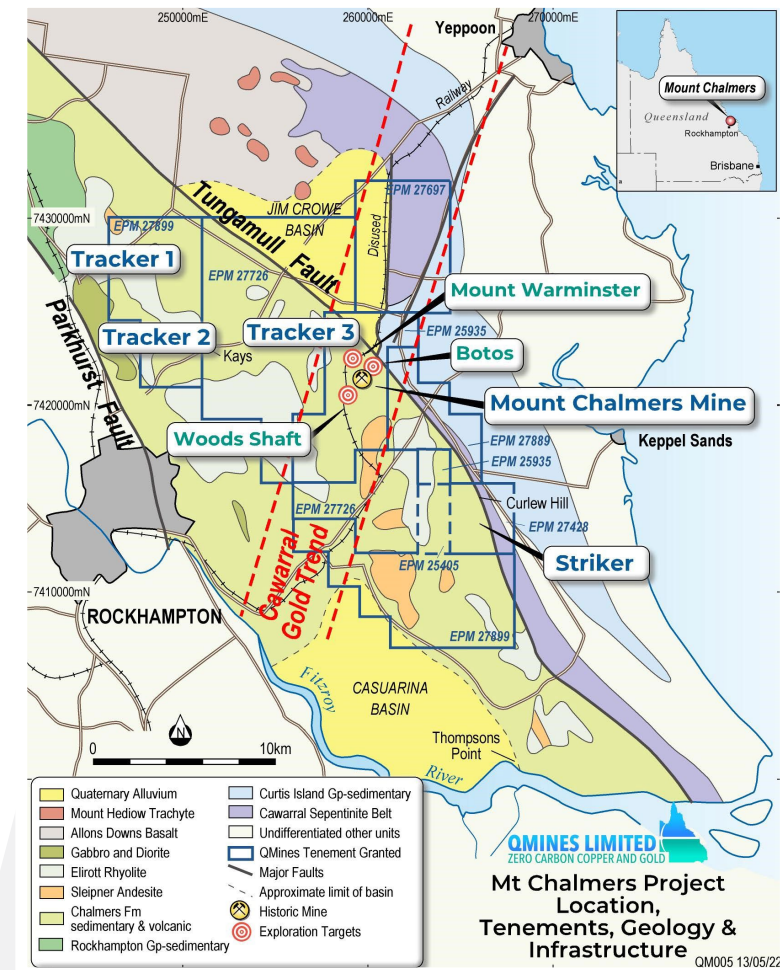 250000mE
260000mE
270000mE
Yeppoon
Mount Chalmers
Queensland
Rockhampton
Brisbane
Railway
Tungamull Fault
EPM 27697
7430000mN
JIM CROWE
BASIN
EPM 27899
Disused
Tracker 1
EPM 27726
Mount Warminster
Parkhurst Fault
Tracker 2
Tracker 3
EPM 25935
Kays
Botos
Mount Chalmers Mine
7420000mN
Woods Shaft
EPM 27889
Keppel Sands
EPM 25935
Curlew Hill
EPM 27726
EPM 27428
Striker
Cawarral
Gold Trend
EPM 25405
7410000mN
ROCKHAMPTON
EPM 27899
Fitzroy
CASUARINA
BASIN
N
0
10km
Thompsons
Point
River
Quaternary Alluvium
Mount Hediow Trachyte
Allons Downs Basalt
Gabbro and Diorite
Elirott Rhyolite
Sleipner Andesite
Chalmers Fm
sedimentary & volcanic
Rockhampton Gp-sedimentary
Curtis Island Gp-sedimentary
Cawarral Sepentinite Belt
Undifferentiated other units
QMines Tenement Granted
Major Faults
Approximate limit of basin
Historic Mine
Exploration Targets
QMINES LIMITED
ZERO CARBON COPPER AND GOLD
Mt Chalmers Project
Location,
Tenements, Geology &
Infrastructure
QM005 13/05/22